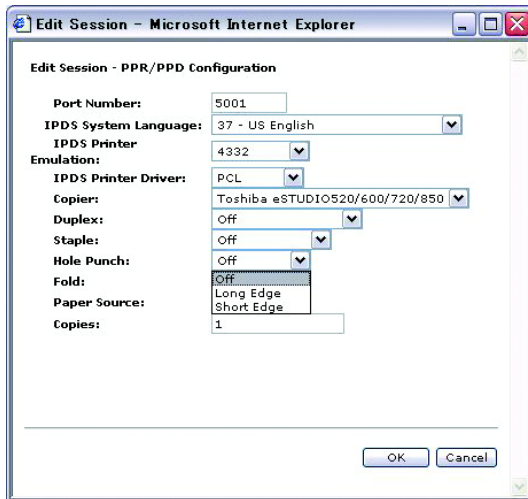 Edit Session - Microsoft Internet Explorer
Edit Session - PPR/PPD Configuration
Port Number: 5001
IPDS System Language: 37 - US English
IPDS Printer Emulation: 4332
IPDS Printer Driver: PCL
Copier: Toshiba eSTUDIO520/600/720/850
Duplex: Off
Staple: Off
Hole Punch: Off
Fold: Off
Long Edge
Paper Source: Short Edge
Copies: 1
OK Cancel